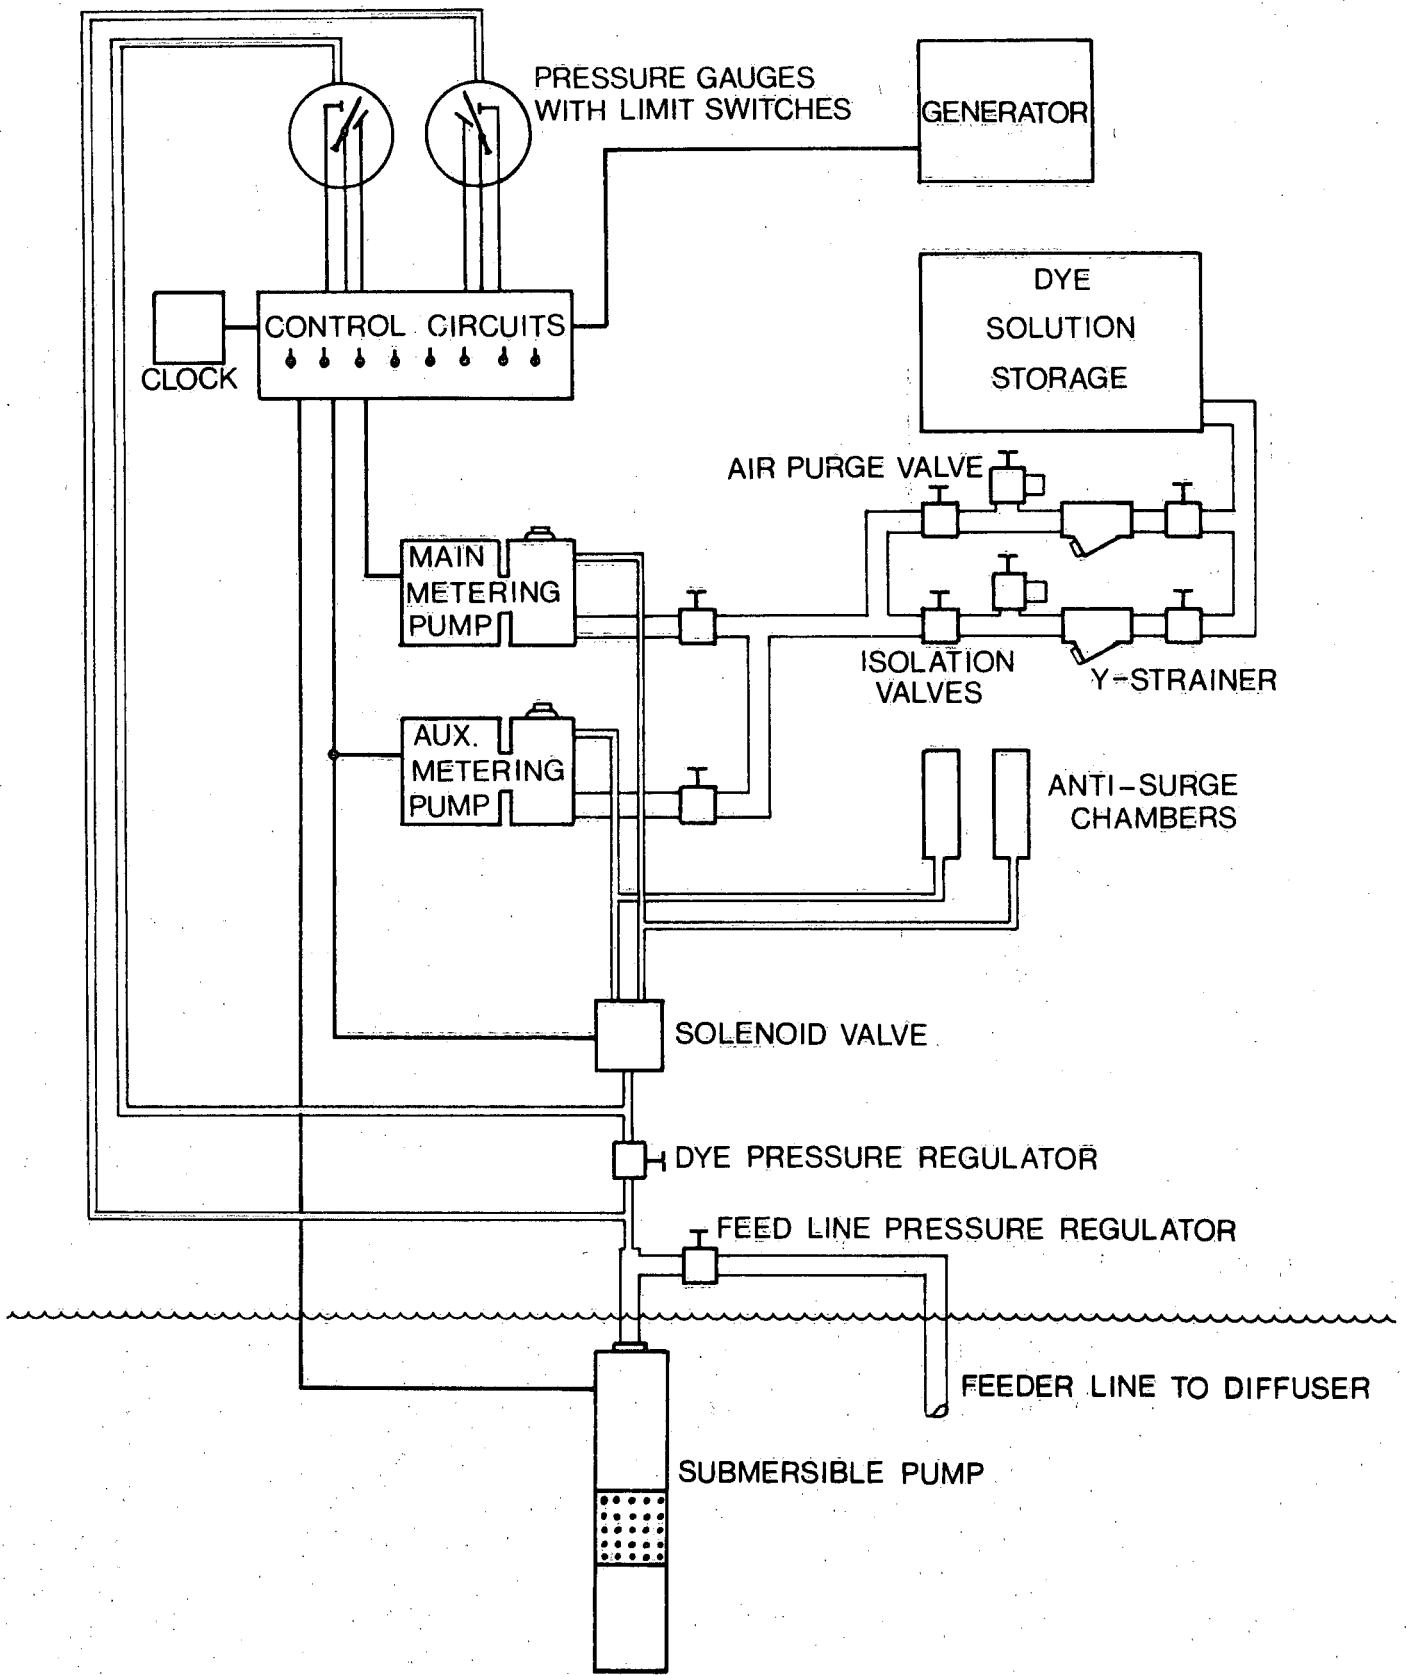 PRESSURE GAUGES
WITH LIMIT SWITCHES
GENERATOR
DYE
SOLUTION
STORAGE
CONTROL CIRCUITS
CLOCK
AIR PURGE VALVE
MAIN
METERING
PUMP
ISOLATION
VALVES
Y-STRAINER
AUX.
METERING
PUMP
ANTI-SURGE
CHAMBERS
SOLENOID VALVE
DYE PRESSURE REGULATOR
FEED LINE PRESSURE REGULATOR
FEEDER LINE TO DIFFUSER
SUBMERSIBLE PUMP